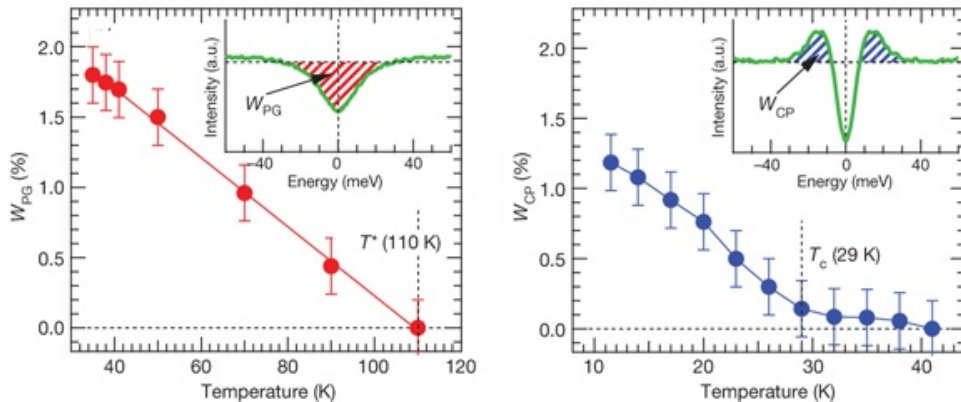 2.0
1.5
1.0
0.5
0.0
W_PG (%)
40 60 80 100 120
Temperature (K)
T* (110 K)
Intensity (a.u.)
W_PG
−40 0 40
Energy (meV)
2.0
1.5
1.0
0.5
0.0
W_CP (%)
10 20 30 40
Temperature (K)
T_c (29 K)
Intensity (a.u.)
W_CP
−40 0 40
Energy (meV)